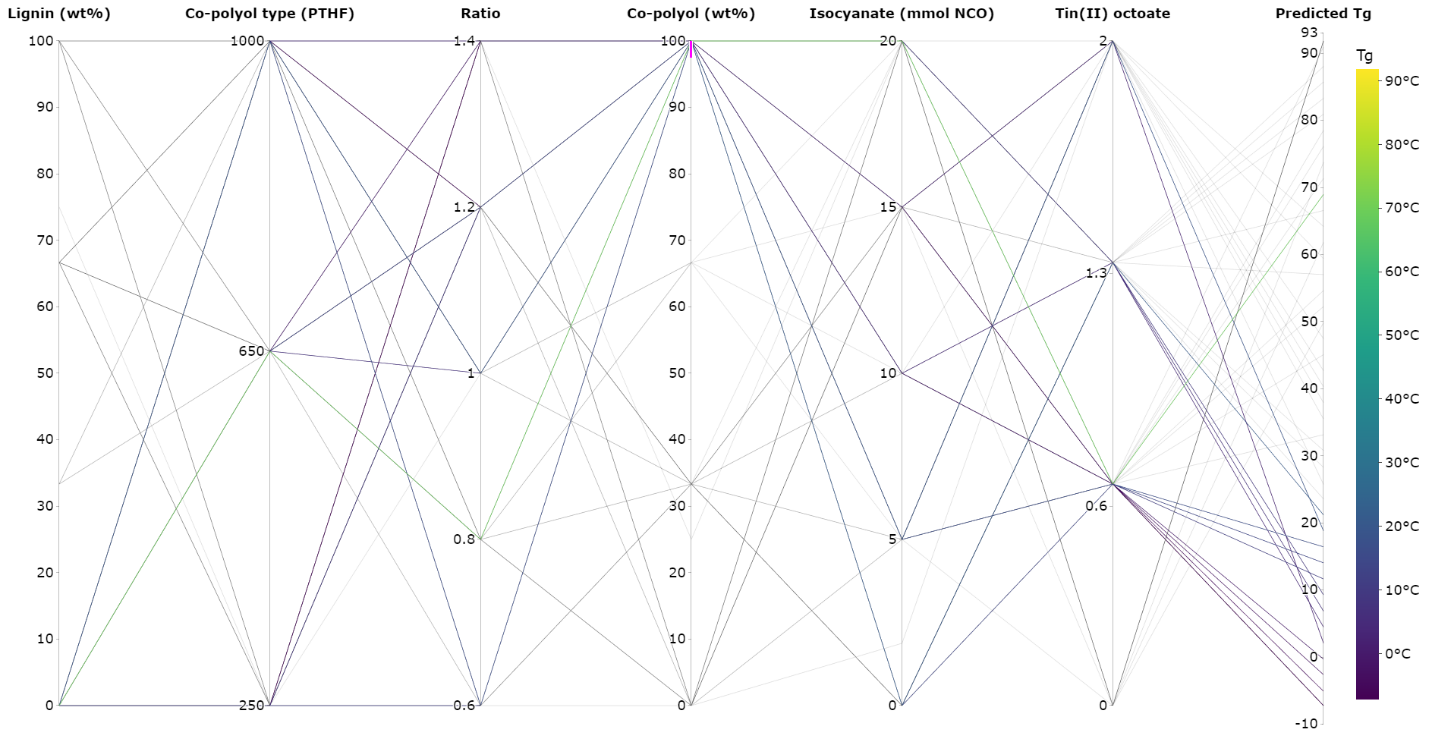 Lignin (wt%) Co-polyol type (PTHF) Ratio Co-polyol (wt%) Isocyanate (mmol NCO) Tin(II) octoate Predicted Tg
100 1000 1.4 100 20 2 93
90 90 90 Tg
90°C
80 80 80 80°C
70 1.2 70 15 70 70°C
60 60 1.3 60 60°C
650
50 1 50 10 50 50°C
40 40 40 40°C
30 30 0.6 30 30°C
0.8 5
20 20 20 20°C
10 10 10 10°C
0 0°C
0 250 0.6 0 0 0
-10